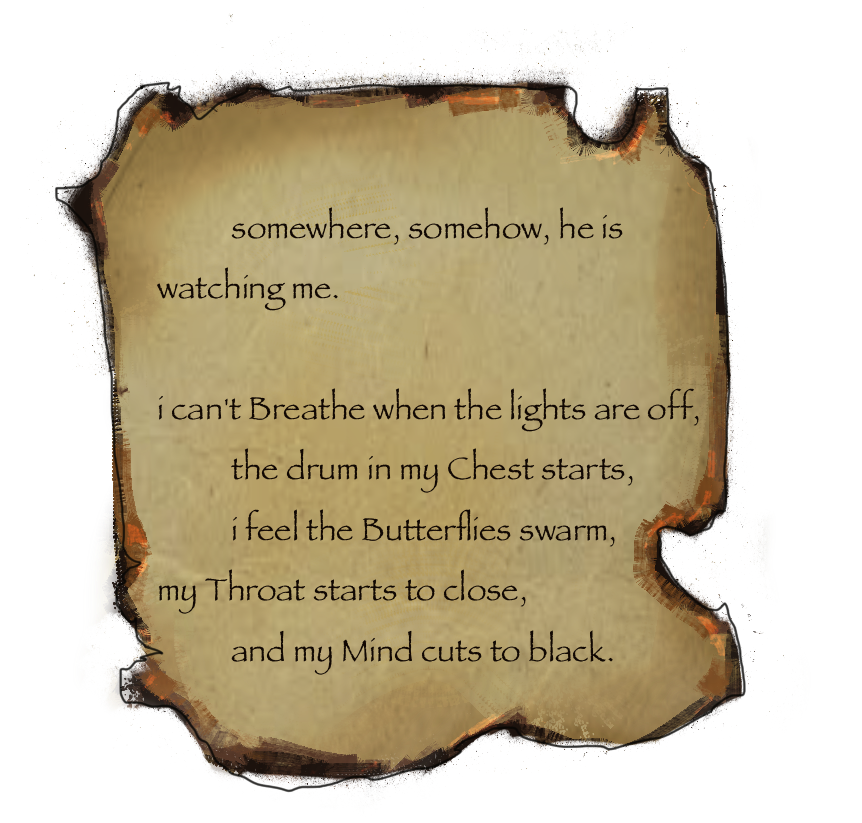 somewhere, somehow, he is
watching me.
i can't Breathe when the lights are off,
the drum in my Chest starts,
i feel the Butterflies swarm,
my Throat starts to close,
and my Mind cuts to black.